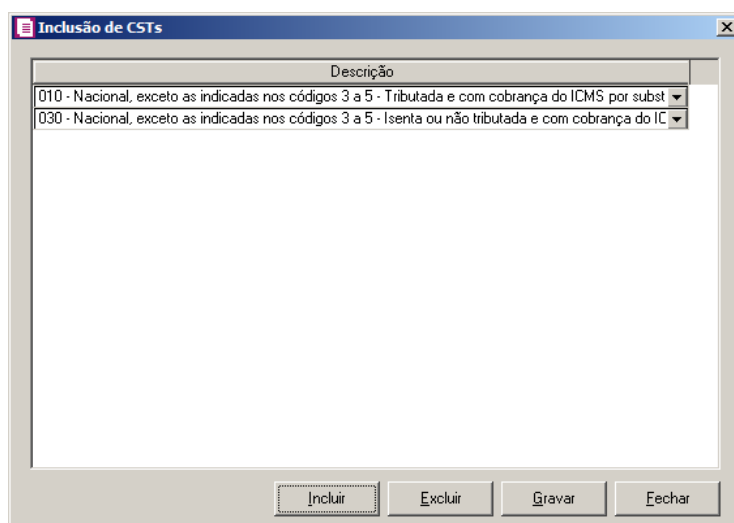 Inclusão de CSTs
Descrição
010 - Nacional, exceto as indicadas nos códigos 3 a 5 - Tributada e com cobrança do ICMS por subst
030 - Nacional, exceto as indicadas nos códigos 3 a 5 - Isenta ou não tributada e com cobrança do IC
Incluir Excluir Gravar Fechar